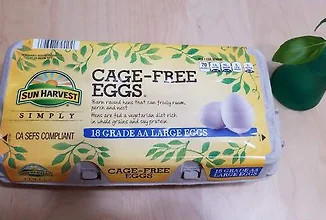 SUN HARVEST
SIMPLY
CA SEFS COMPLIANT
CAGE-FREE
EGGS
Barn raised hens that can freely roam,
perch and nest
Hens are fed a vegetarian diet rich
in whole grains and soy protein
18 GRADE AA LARGE EGGS
70
CAGE-FREE
EGGS
18 GRADE AA
LARGE EGGS